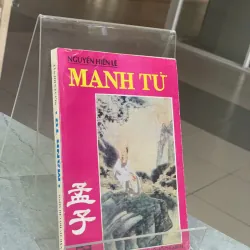 NGUYỄN HIẾN LÊ
MẠNH TỬ
孟子